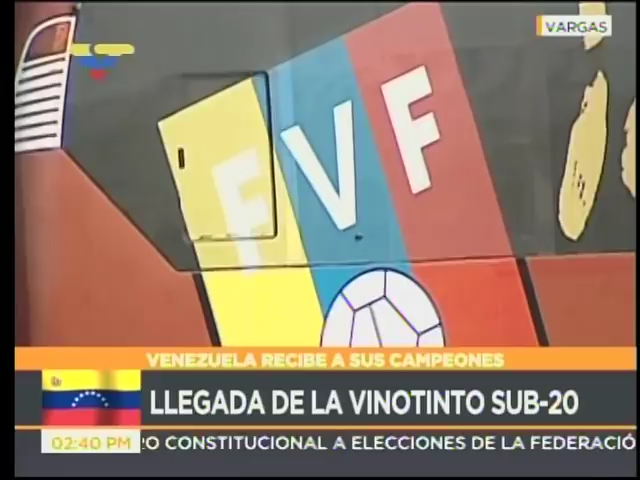 VARGAS
FVF
VENEZUELA RECIBE A SUS CAMPEONES
LLEGADA DE LA VINOTINTO SUB-20
02:40 PM
O CONSTITUCIONAL A ELECCIONES DE LA FEDERACIÓ